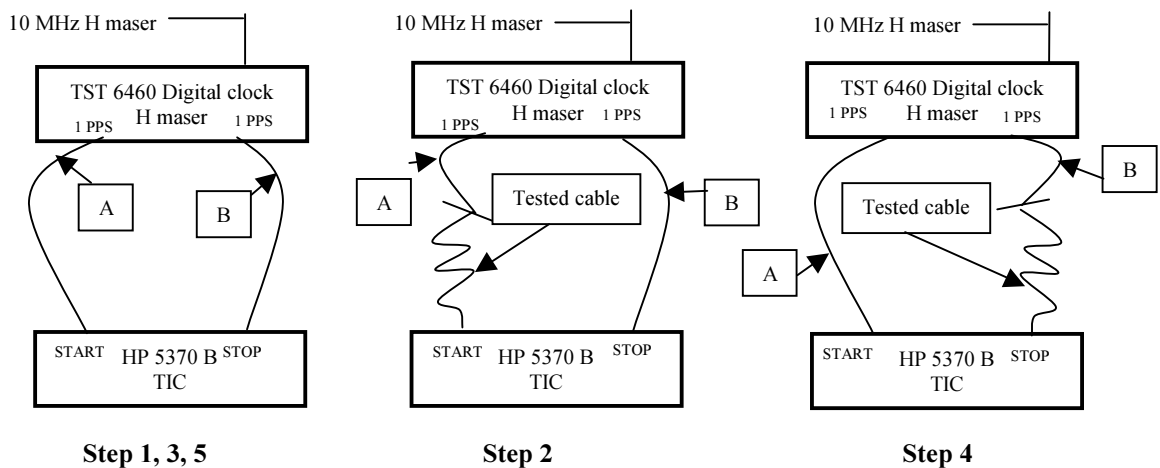 10 MHz H maser
TST 6460 Digital clock
H maser
1 PPS
1 PPS
A
B
START
HP 5370 B
STOP
TIC
Step 1, 3, 5
10 MHz H maser
TST 6460 Digital clock
H maser
1 PPS
1 PPS
A
Tested cable
B
START
HP 5370 B
STOP
TIC
Step 2
10 MHz H maser
TST 6460 Digital clock
H maser
1 PPS
1 PPS
B
Tested cable
A
START
HP 5370 B
STOP
TIC
Step 4